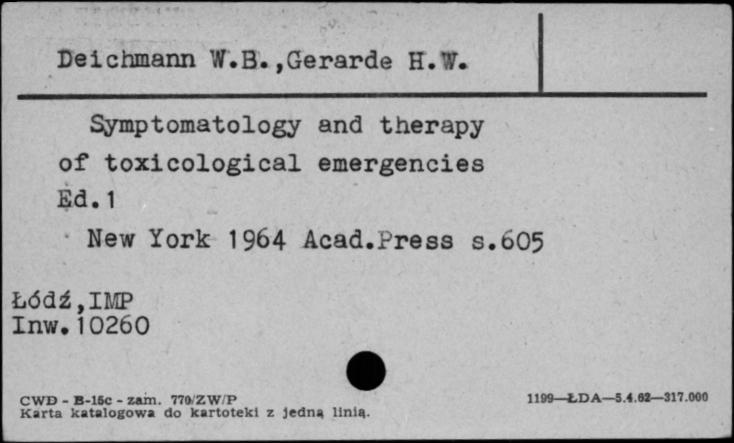 Deichmann W.B.,Gerarde H.W.
Symptomatology and therapy
of toxicological emergencies
Ed.1
New York 1964 Acad.Press s.605
Łódź,IMP
Inw.10260
CWD - B-15c - zam. 770/ZW/P
Karta katalogowa do kartoteki z jedną linią.
1199—ŁDA—5.4.62—317.000